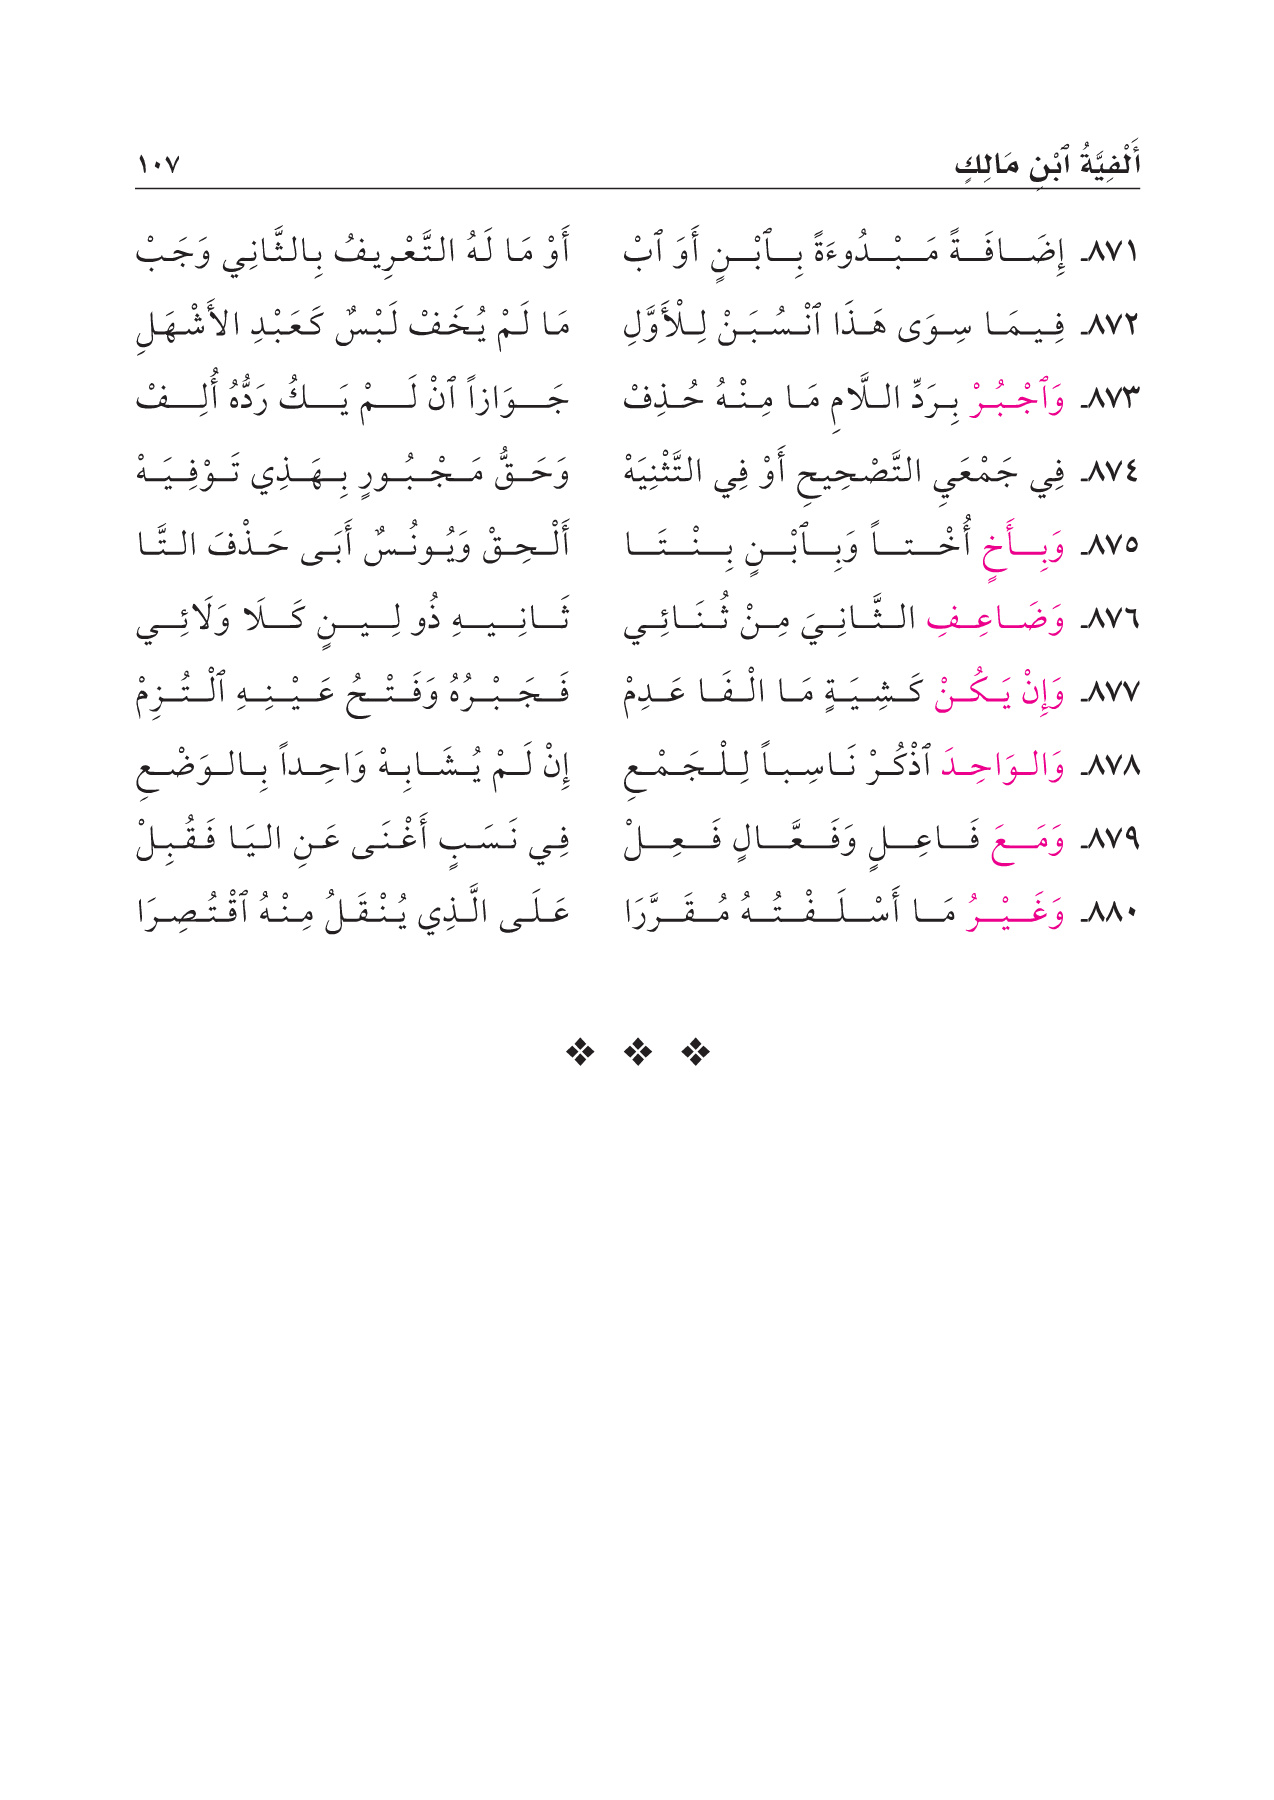 أَلْفِيَّةُ ٱبْنِ مَالِكٍ ١٠٧
٨٧١ـ إِضَافَةً مَبْدُوءَةً بِٱبْنٍ أَوَ ٱبْ أَوْ مَا لَهُ التَّعْرِيفُ بِالثَّانِي وَجَبْ
٨٧٢ـ فِيمَا سِوَى هَذَا ٱنْسُبَنْ لِلْأَوَّلِ مَا لَمْ يُخَفْ لَبْسٌ كَعَبْدِ الأَشْهَلِ
٨٧٣ـ وَٱجْبُرْ بِرَدِّ اللَّامِ مَا مِنْهُ حُذِفْ جَوَازاً ٱنْ لَمْ يَكُ رَدُّهُ أُلِفْ
٨٧٤ـ فِي جَمْعَيِ التَّصْحِيحِ أَوْ فِي التَّثْنِيَهْ وَحَقُّ مَجْبُورٍ بِهَذِي تَوْفِيَهْ
٨٧٥ـ وَبِأَخٍ أُخْتاً وَبِٱبْنٍ بِنْتَا أَلْحِقْ وَيُونُسٌ أَبَى حَذْفَ التَّا
٨٧٦ـ وَضَاعِفِ الثَّانِيَ مِنْ ثُنَائِي ثَانِيهِ ذُو لِينٍ كَلَا وَلَائِي
٨٧٧ـ وَإِنْ يَكُنْ كَشِيَةٍ مَا الْفَا عَدِمْ فَجَبْرُهُ وَفَتْحُ عَيْنِهِ ٱلْتُزِمْ
٨٧٨ـ وَالوَاحِدَ ٱذْكُرْ نَاسِباً لِلْجَمْعِ إِنْ لَمْ يُشَابِهْ وَاحِداً بِالوَضْعِ
٨٧٩ـ وَمَعَ فَاعِلٍ وَفَعَّالٍ فَعِلْ فِي نَسَبٍ أَغْنَى عَنِ اليَا فَقُبِلْ
٨٨٠ـ وَغَيْرُ مَا أَسْلَفْتُهُ مُقَرَّرَا عَلَى الَّذِي يُنْقَلُ مِنْهُ ٱقْتُصِرَا